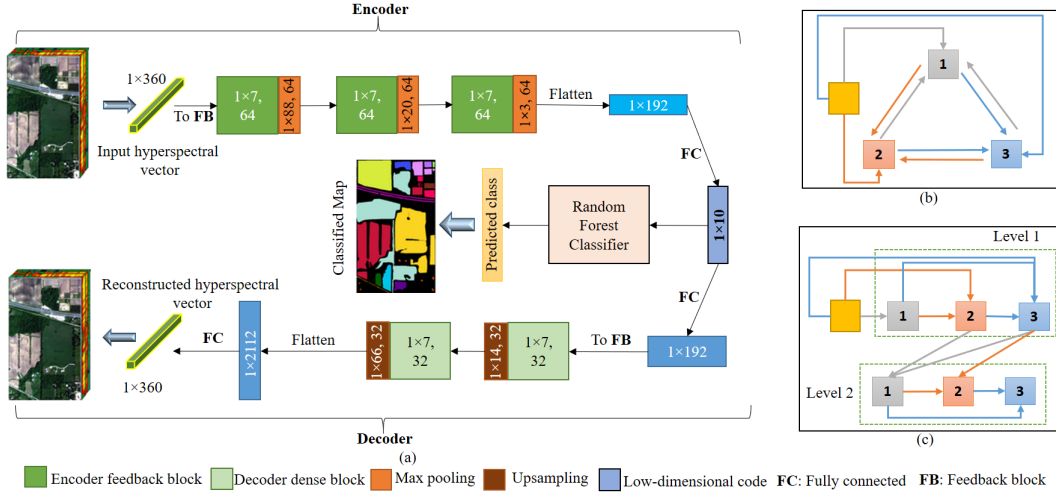 Encoder
1×360
To FB
Input hyperspectral
vector
1×7,
64
1×88, 64
1×7,
64
1×20, 64
1×7,
64
1×3, 64
Flatten
1×192
FC
1×10
Random
Forest
Classifier
Predicted class
Classified Map
FC
1×192
To FB
1×7,
32
1×14, 32
1×7,
32
1×66, 32
Flatten
1×2112
FC
Reconstructed hyperspectral
vector
1×360
Decoder
(a)
1
2
3
(b)
Level 1
1
2
3
Level 2
1
2
3
(c)
Encoder feedback block
Decoder dense block
Max pooling
Upsampling
Low-dimensional code
FC: Fully connected
FB: Feedback block